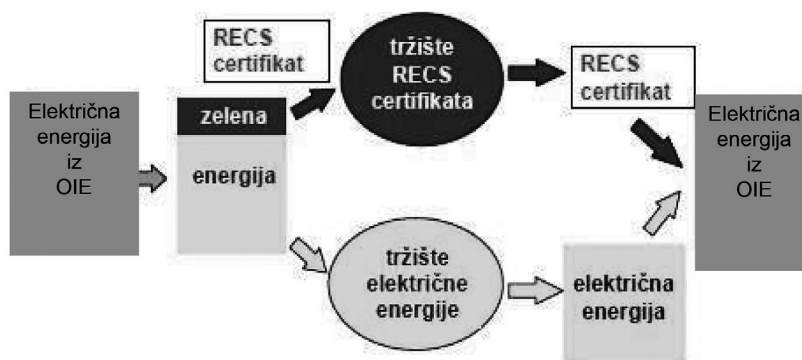 Električna
energija
iz
OIE
zelena
energija
RECS
certifikat
tržište
RECS
certifikata
RECS
certifikat
tržište
električne
energije
električna
energija
Električna
energija
iz
OIE